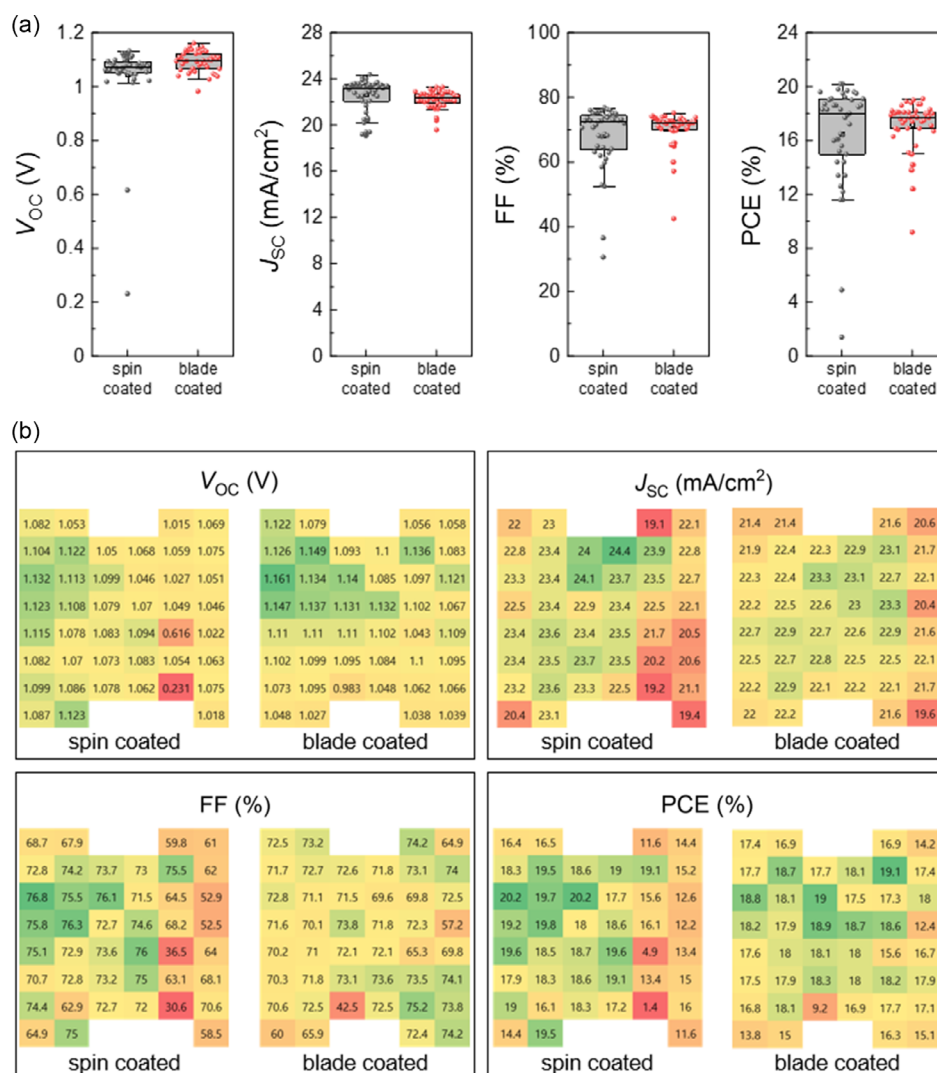 (a)
28
24
20
16
12
8
4
0
J_SC (mA/cm²)
spin coated
blade coated
1.2
1
0.8
0.6
0.4
0.2
0
V_OC (V)
spin coated
blade coated
100
80
60
40
20
0
FF (%)
spin coated
blade coated
24
20
16
12
8
4
0
PCE (%)
spin coated
blade coated
(b)
V_OC (V)
1.082 1.053 1.015 1.069
1.104 1.122 1.05 1.068 1.059 1.075
1.132 1.113 1.099 1.046 1.027 1.051
1.123 1.108 1.079 1.07 1.049 1.046
1.115 1.078 1.083 1.094 0.616 1.022
1.082 1.07 1.073 1.083 1.054 1.063
1.099 1.086 1.078 1.062 0.231 1.075
1.087 1.123 1.018
spin coated
1.122 1.079 1.056 1.058
1.126 1.149 1.093 1.1 1.136 1.083
1.161 1.134 1.14 1.085 1.097 1.121
1.147 1.137 1.131 1.132 1.102 1.067
1.11 1.11 1.11 1.102 1.043 1.109
1.102 1.099 1.095 1.084 1.1 1.095
1.073 1.095 0.983 1.048 1.062 1.066
1.048 1.027 1.038 1.039
blade coated
J_SC (mA/cm²)
22 23 19.1 22.1
22.8 23.4 24 24.4 23.9 22.8
23.3 23.4 24.1 23.7 23.5 22.7
22.5 23.4 22.9 23.4 22.5 22.1
23.4 23.6 23.4 23.5 21.7 20.5
23.4 23.5 23.7 23.5 20.2 20.6
23.2 23.6 23.3 22.5 19.2 21.1
20.4 23.1 19.4
spin coated
21.4 21.4 21.6 20.6
21.9 22.4 22.3 22.9 23.1 21.7
22.3 22.4 23.3 23.1 22.7 21.7
22.2 22.5 22.6 23 23.3 20.4
22.7 22.9 22.7 22.6 22.9 21.6
22.5 22.7 22.8 22.5 22.5 22.1
22.2 22.9 22.1 22.2 22.1 21.7
22 22.2 21.6 19.6
blade coated
FF (%)
68.7 67.9 59.8 61
72.8 74.2 73.7 73 75.5 62
76.8 75.5 76.1 71.5 64.5 52.9
75.8 76.3 72.7 74.6 68.2 52.5
75.1 72.9 73.6 76 36.5 64
70.7 72.8 73.2 75 63.1 68.1
74.4 62.9 72.7 72 30.6 70.6
64.9 75 58.5
spin coated
72.5 73.2 74.2 64.9
71.7 72.7 72.6 71.8 73.1 74
72.8 71.1 71.5 69.6 69.8 72.5
71.6 70.1 73.8 71.8 72.3 57.2
70.2 71 72.4 72.1 65.3 69.8
70.3 71.8 73.1 73.6 73.5 74.1
70.6 72.5 42.5 72.5 75.2 73.8
60 65.9 72.4 74.2
blade coated
PCE (%)
16.4 16.5 11.6 14.4
18.3 19.5 18.6 19 19.1 15.2
20.2 19.7 20.2 17.7 15.6 12.6
19.2 19.8 18 18.6 16.1 12.2
19.6 18.5 18.7 19.6 4.9 13.4
17.9 18.3 18.6 19.1 13.4 15
19 16.1 18.3 17.2 1.4 16
14.4 19.5 11.6
spin coated
17.4 16.9 16.9 14.2
17.7 18.7 17.7 18.1 19.1 17.4
18.8 18.1 19 17.5 17.3 18
18.2 17.9 18.9 18.7 18.6 12.4
17.6 18 18.1 18 15.6 16.7
17.5 17.9 18.3 18 18.2 17.9
16.8 18.1 9.2 16.9 17.7 17.1
13.8 15 16.3 15.1
blade coated